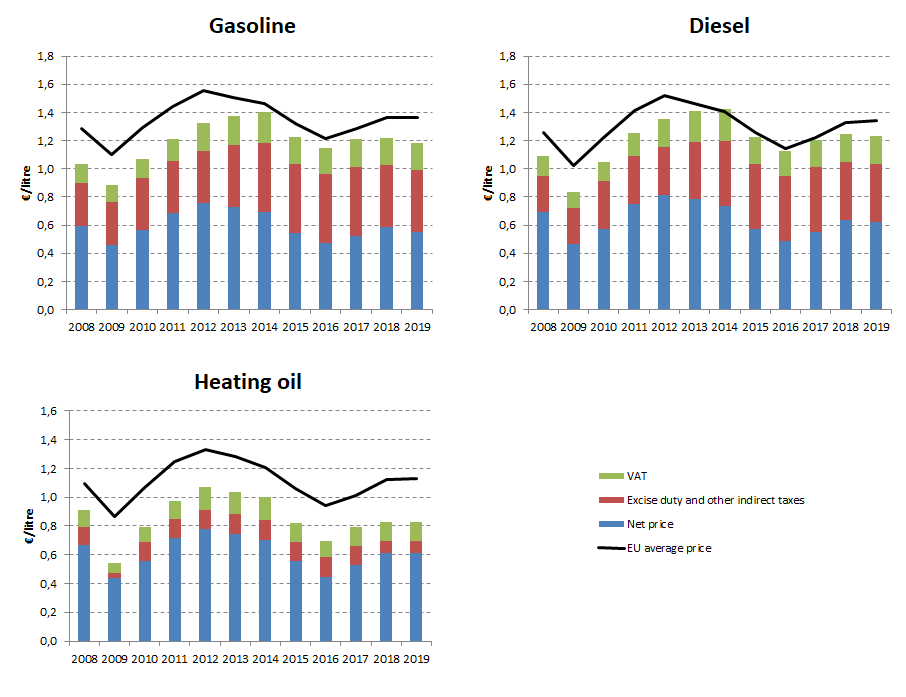 Gasoline
1,8
1,6
1,4
1,2
1,0
0,8
0,6
0,4
0,2
0,0
€/litre
2008 2009 2010 2011 2012 2013 2014 2015 2016 2017 2018 2019
Diesel
1,8
1,6
1,4
1,2
1,0
0,8
0,6
0,4
0,2
0,0
€/litre
2008 2009 2010 2011 2012 2013 2014 2015 2016 2017 2018 2019
Heating oil
1,6
1,4
1,2
1,0
0,8
0,6
0,4
0,2
0,0
€/litre
2008 2009 2010 2011 2012 2013 2014 2015 2016 2017 2018 2019
VAT
Excise duty and other indirect taxes
Net price
EU average price